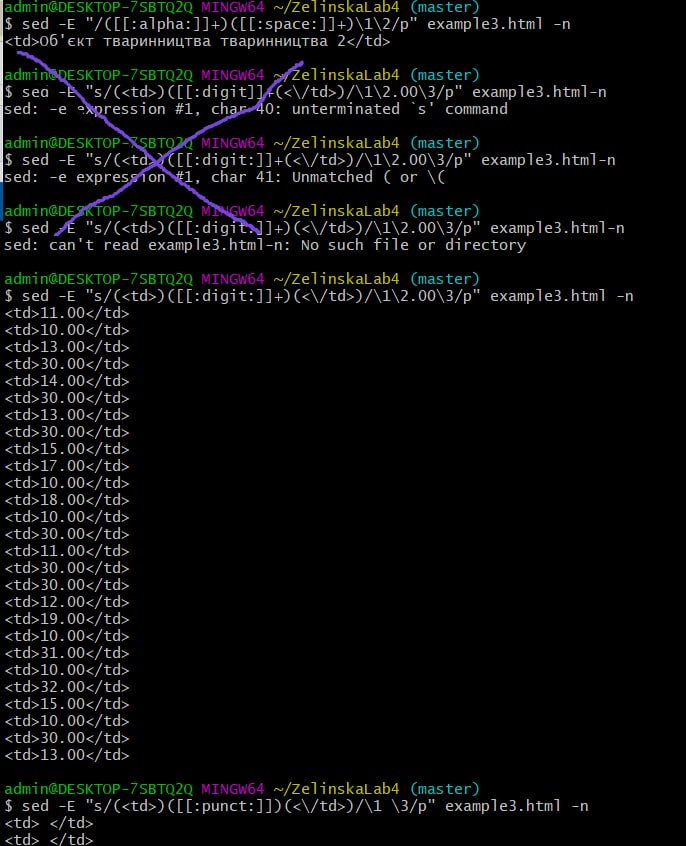 admin@DESKTOP-7SBTQ2Q MINGW64 ~/ZelinskaLab4 (master)
$ sed -E "/([[:alpha:]]+)([[:space:]]+)\1\2/p" example3.html -n
<td>Об'єкт тваринництва тваринництва 2</td>
admin@DESKTOP-7SBTQ2Q MINGW64 ~/ZelinskaLab4 (master)
$ sed -E "s/(<td>)([[:digit]]+(<\/td>)/\1\2.00\3/p" example3.html-n
sed: -e expression #1, char 40: unterminated `s' command
admin@DESKTOP-7SBTQ2Q MINGW64 ~/ZelinskaLab4 (master)
$ sed -E "s/(<td>)([[:digit:]]+(<\/td>)/\1\2.00\3/p" example3.html-n
sed: -e expression #1, char 41: Unmatched ( or \(
admin@DESKTOP-7SBTQ2Q MINGW64 ~/ZelinskaLab4 (master)
$ sed -E "s/(<td>)([[:digit:]]+)(<\/td>)/\1\2.00\3/p" example3.html-n
sed: can't read example3.html-n: No such file or directory
admin@DESKTOP-7SBTQ2Q MINGW64 ~/ZelinskaLab4 (master)
$ sed -E "s/(<td>)([[:digit:]]+)(<\/td>)/\1\2.00\3/p" example3.html -n
<td>11.00</td>
<td>10.00</td>
<td>13.00</td>
<td>30.00</td>
<td>14.00</td>
<td>30.00</td>
<td>13.00</td>
<td>30.00</td>
<td>15.00</td>
<td>17.00</td>
<td>10.00</td>
<td>18.00</td>
<td>10.00</td>
<td>30.00</td>
<td>11.00</td>
<td>30.00</td>
<td>30.00</td>
<td>12.00</td>
<td>19.00</td>
<td>10.00</td>
<td>31.00</td>
<td>10.00</td>
<td>32.00</td>
<td>15.00</td>
<td>10.00</td>
<td>30.00</td>
<td>13.00</td>
admin@DESKTOP-7SBTQ2Q MINGW64 ~/ZelinskaLab4 (master)
$ sed -E "s/(<td>)([[:punct:]])(<\/td>)/\1 \3/p" example3.html -n
<td> </td>
<td> </td>